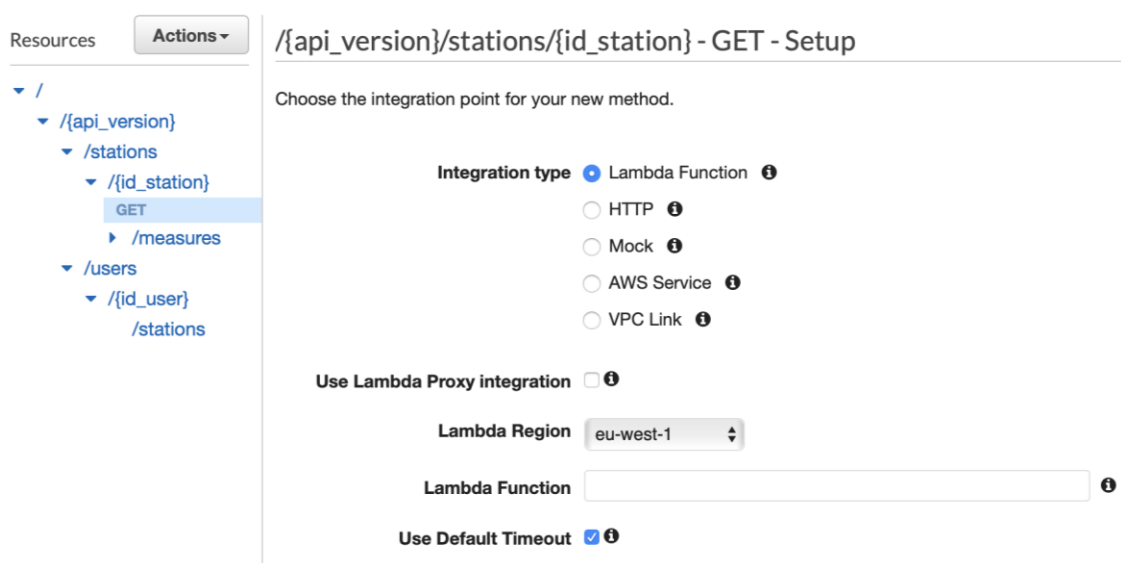 Resources
Actions
/
/{api_version}
/stations
/{id_station}
GET
/measures
/users
/{id_user}
/stations
/{api_version}/stations/{id_station} - GET - Setup
Choose the integration point for your new method.
Integration type Lambda Function
HTTP
Mock
AWS Service
VPC Link
Use Lambda Proxy integration
Lambda Region eu-west-1
Lambda Function
Use Default Timeout